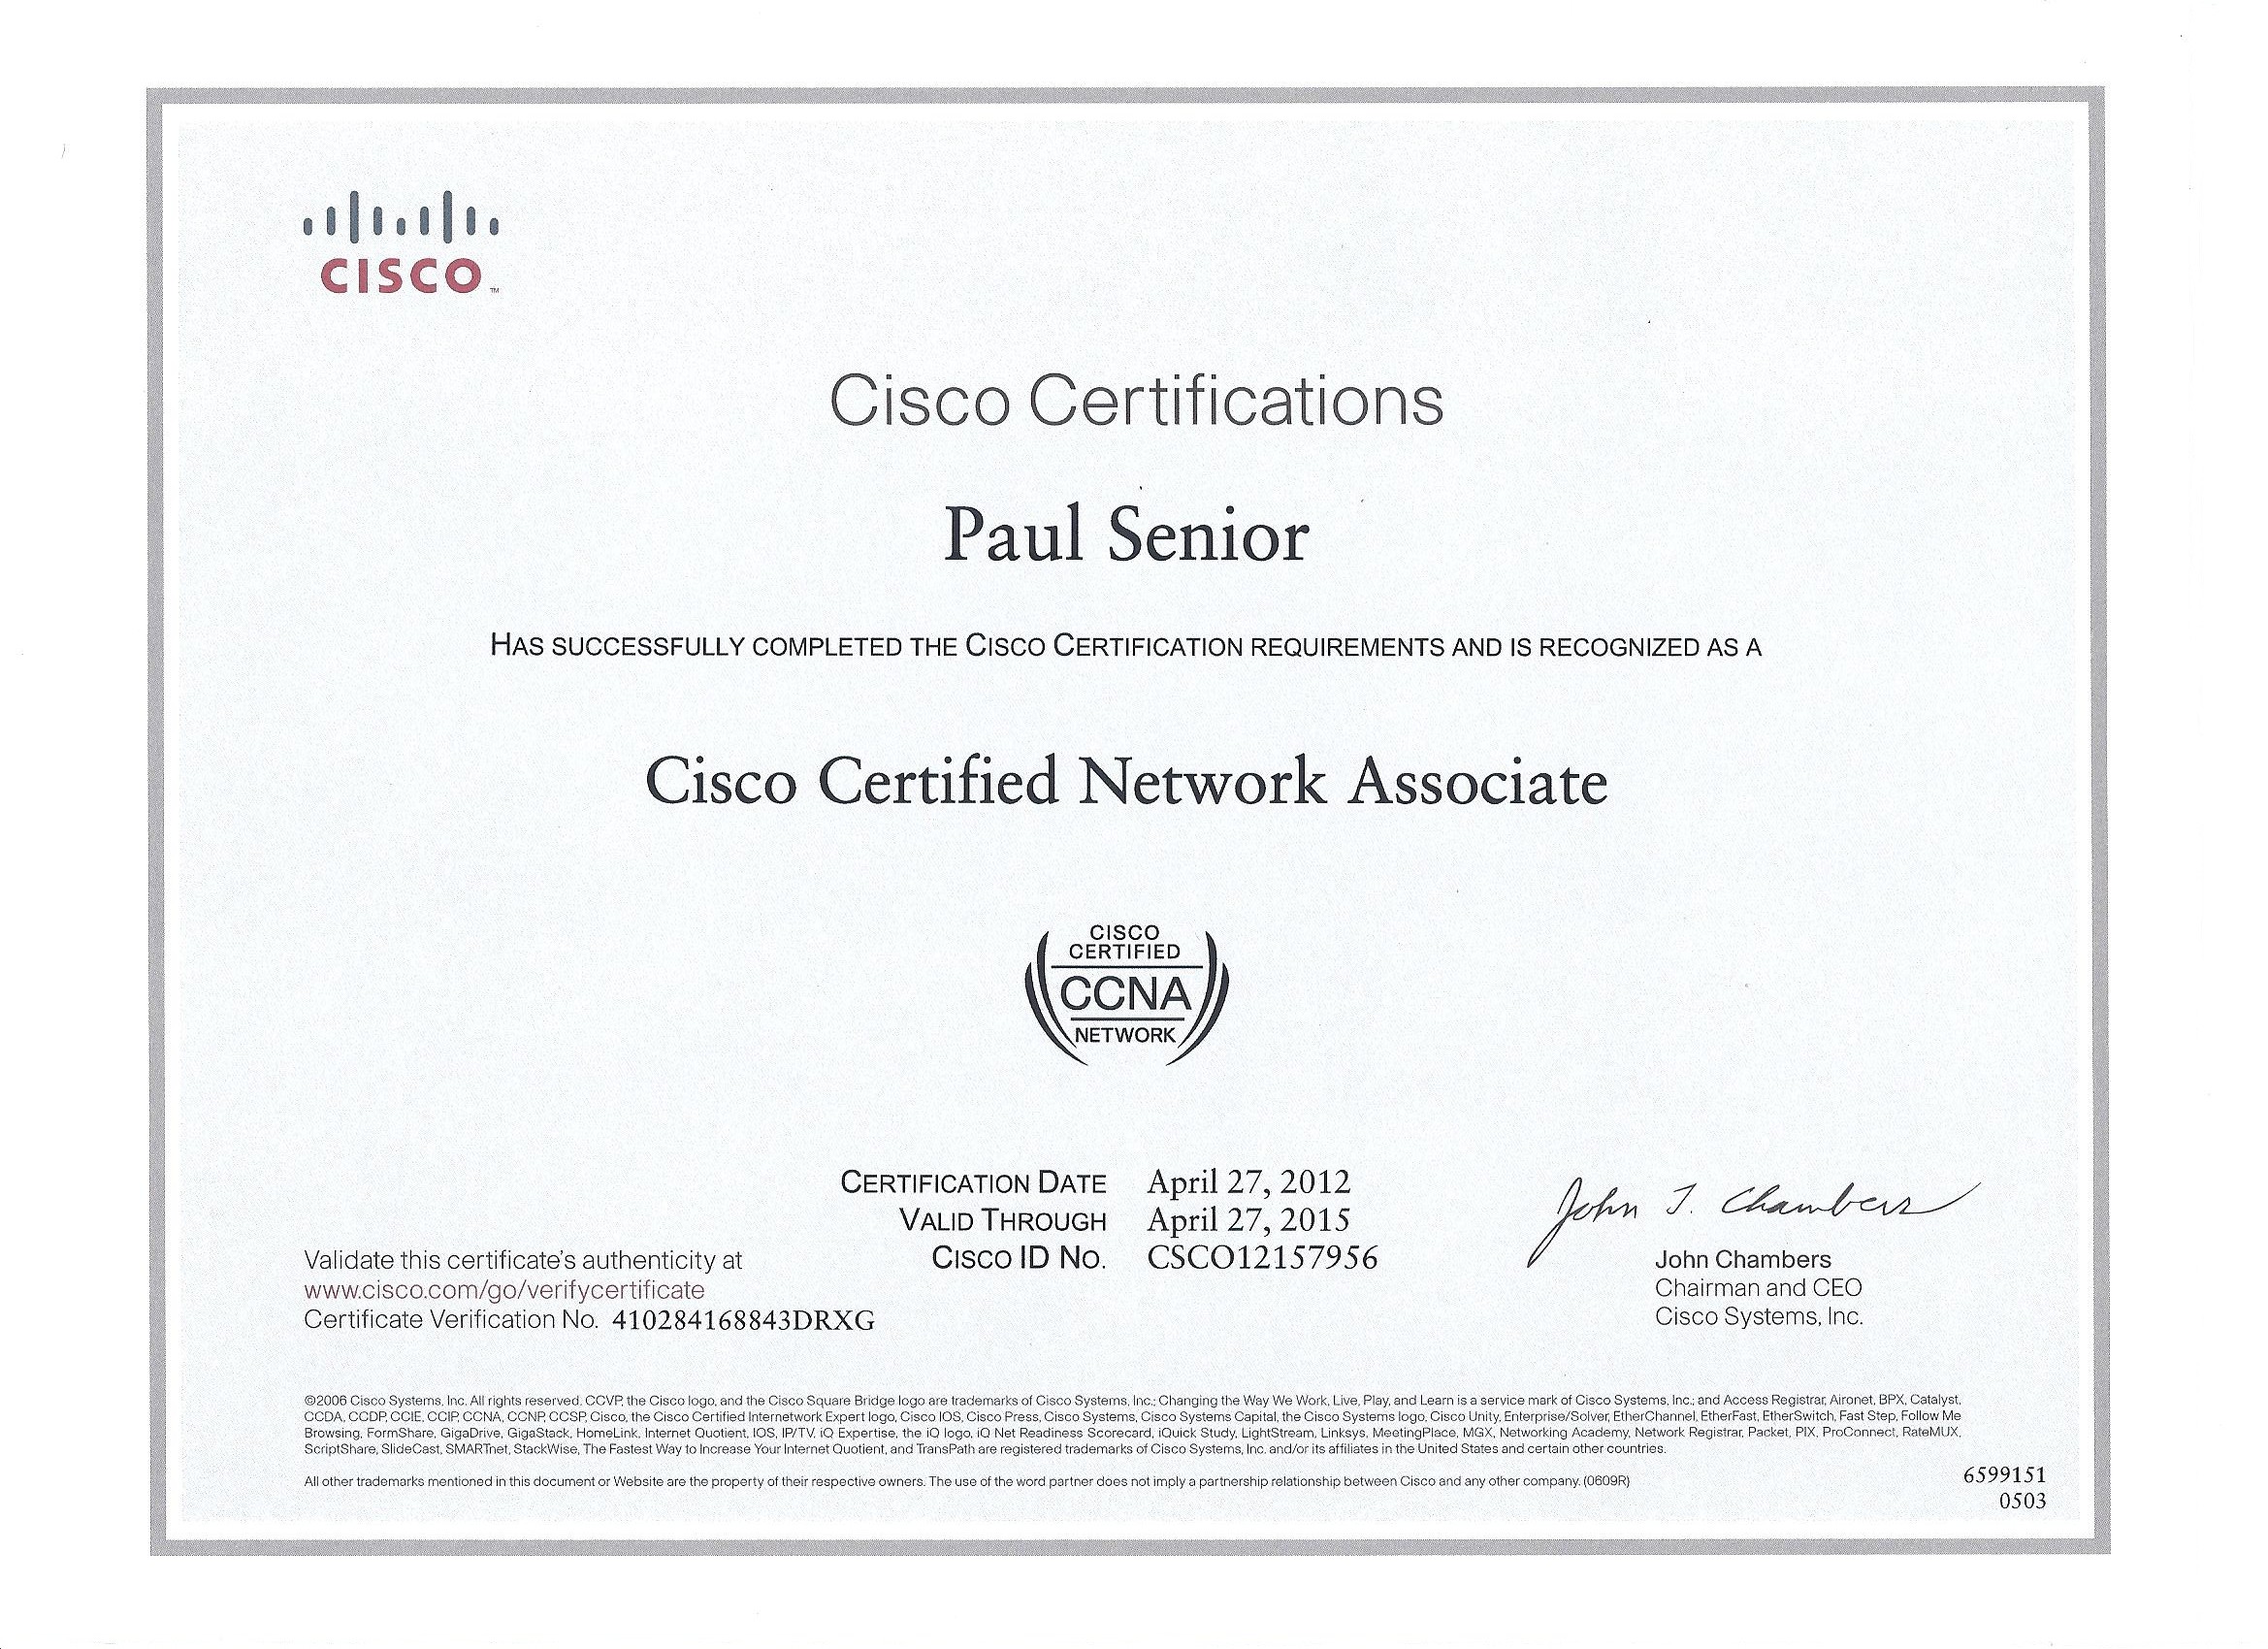 CISCO™
Cisco Certifications
Paul Senior
HAS SUCCESSFULLY COMPLETED THE CISCO CERTIFICATION REQUIREMENTS AND IS RECOGNIZED AS A
Cisco Certified Network Associate
CISCO
CERTIFIED
CCNA
NETWORK
CERTIFICATION DATE April 27, 2012
VALID THROUGH April 27, 2015
CISCO ID NO. CSCO12157956
Validate this certificate's authenticity at
www.cisco.com/go/verifycertificate
Certificate Verification No. 410284168843DRXG
John T. Chambers
John Chambers
Chairman and CEO
Cisco Systems, Inc.
©2006 Cisco Systems, Inc. All rights reserved. CCVP, the Cisco logo, and the Cisco Square Bridge logo are trademarks of Cisco Systems, Inc.; Changing the Way We Work, Live, Play, and Learn is a service mark of Cisco Systems, Inc.; and Access Registrar, Aironet, BPX, Catalyst,
CCDA, CCDP, CCIE, CCIP, CCNA, CCNP, CCSP, Cisco, the Cisco Certified Internetwork Expert logo, Cisco IOS, Cisco Press, Cisco Systems, Cisco Systems Capital, the Cisco Systems logo, Cisco Unity, Enterprise/Solver, EtherChannel, EtherFast, EtherSwitch, Fast Step, Follow Me
Browsing, FormShare, GigaDrive, GigaStack, HomeLink, Internet Quotient, IOS, IP/TV, iQ Expertise, the iQ logo, iQ Net Readiness Scorecard, iQuick Study, LightStream, Linksys, MeetingPlace, MGX, Networking Academy, Network Registrar, Packet, PIX, ProConnect, RateMUX,
ScriptShare, SlideCast, SMARTnet, StackWise, The Fastest Way to Increase Your Internet Quotient, and TransPath are registered trademarks of Cisco Systems, Inc. and/or its affiliates in the United States and certain other countries.
All other trademarks mentioned in this document or Website are the property of their respective owners. The use of the word partner does not imply a partnership relationship between Cisco and any other company. (0609R)
6599151
0503